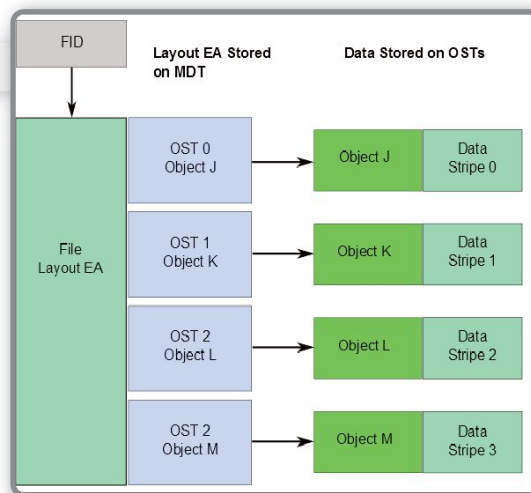 FID
Layout EA Stored
on MDT
Data Stored on OSTs
File
Layout EA
OST 0
Object J
Object J
Data
Stripe 0
OST 1
Object K
Object K
Data
Stripe 1
OST 2
Object L
Object L
Data
Stripe 2
OST 2
Object M
Object M
Data
Stripe 3